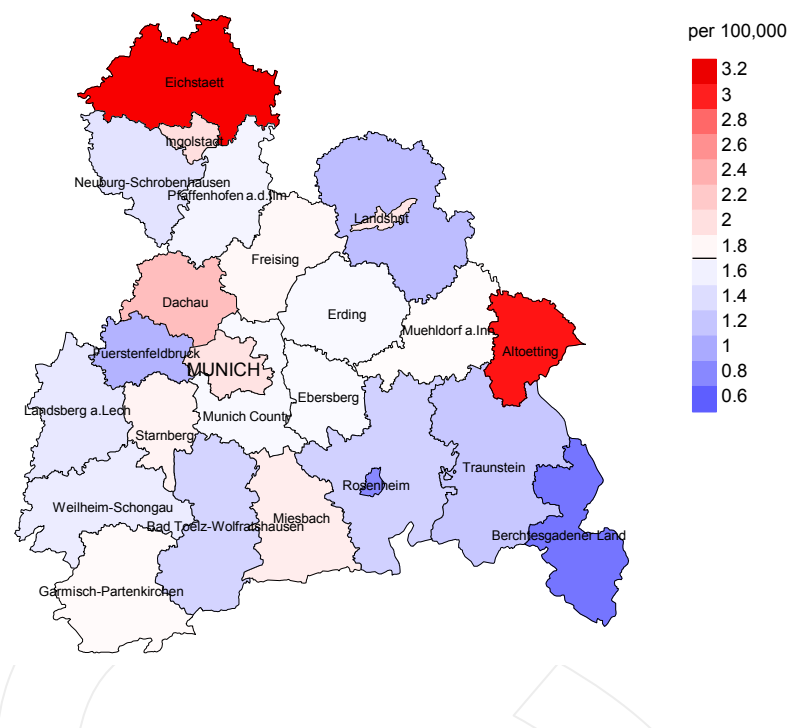 per 100,000
3.2
3
2.8
2.6
2.4
2.2
2
1.8
1.6
1.4
1.2
1
0.8
0.6
Eichstaett
Ingolstadt
Neuburg-Schrobenhausen
Pfaffenhofen a.d.Ilm
Landshut
Freising
Dachau
Erding
Muehldorf a.Inn
Altoetting
Fuerstenfeldbruck
MUNICH
Ebersberg
Landsberg a.Lech
Munich County
Starnberg
Traunstein
Rosenheim
Weilheim-Schongau
Miesbach
Bad Toelz-Wolfratshausen
Berchtesgadener Land
Garmisch-Partenkirchen